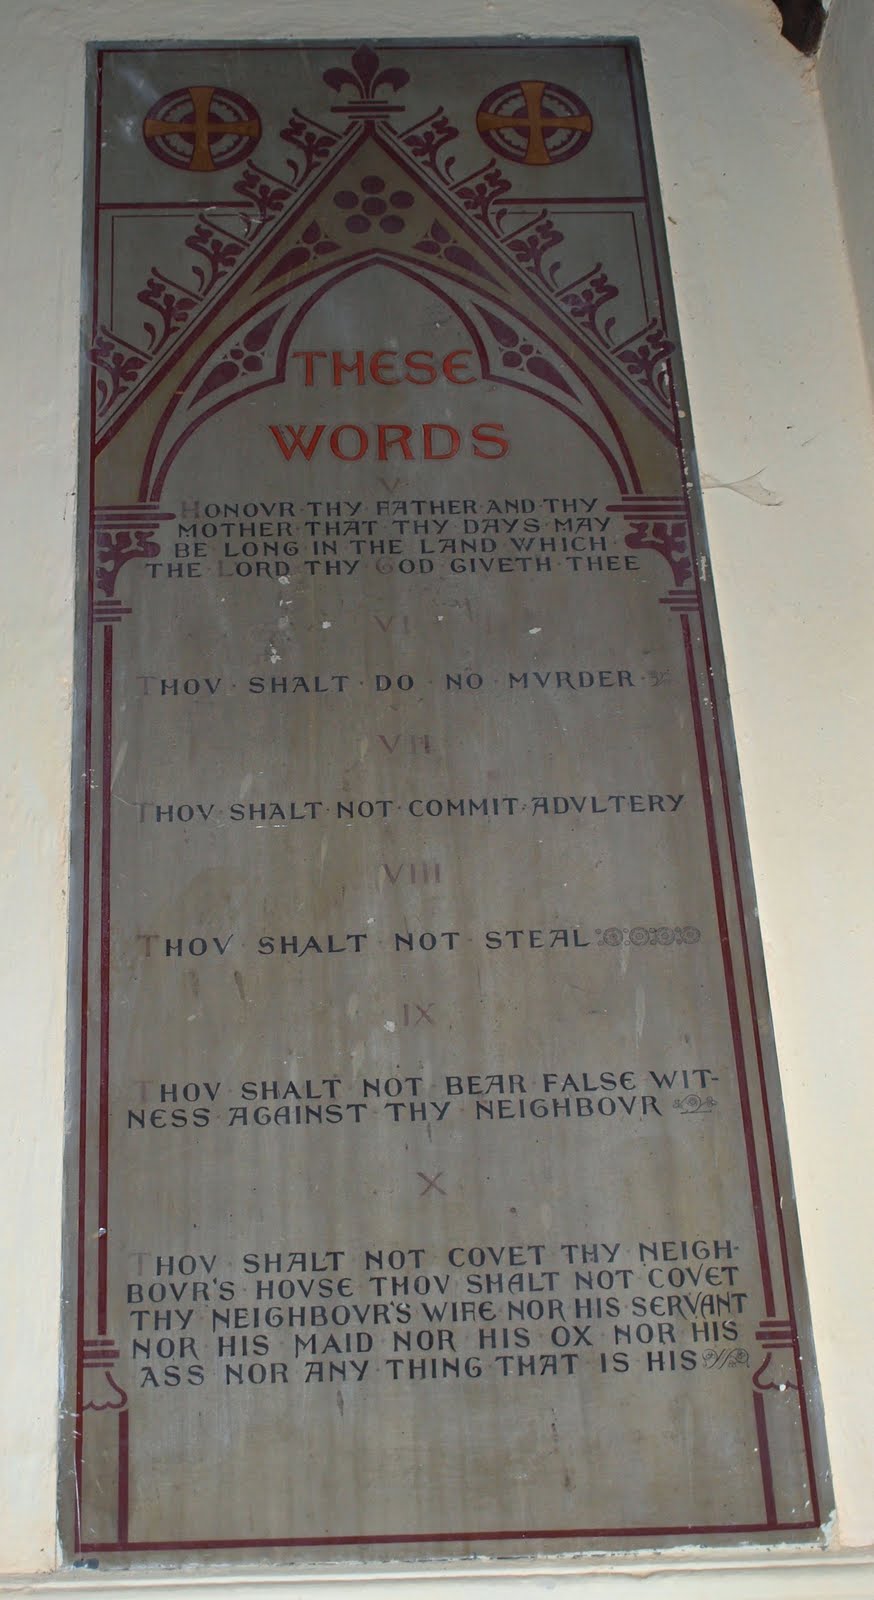 THESE
WORDS
V
HONOVR · THY · FATHER · AND · THY
MOTHER · THAT · THY · DAYS · MAY
BE · LONG · IN · THE · LAND · WHICH ·
THE · LORD · THY · GOD · GIVETH · THEE
VI
THOV · SHALT · DO · NO · MVRDER ·
VII
THOV · SHALT · NOT · COMMIT · ADVLTERY
VIII
THOV · SHALT · NOT · STEAL
IX
THOV · SHALT · NOT · BEAR · FALSE · WIT-
NESS · AGAINST · THY · NEIGHBOVR
X
THOV · SHALT · NOT · COVET · THY · NEIGH-
BOVR'S · HOVSE · THOV · SHALT · NOT · COVET
THY · NEIGHBOVR'S · WIFE · NOR · HIS · SERVANT
NOR · HIS · MAID · NOR · HIS · OX · NOR · HIS
ASS · NOR · ANY · THING · THAT · IS · HIS